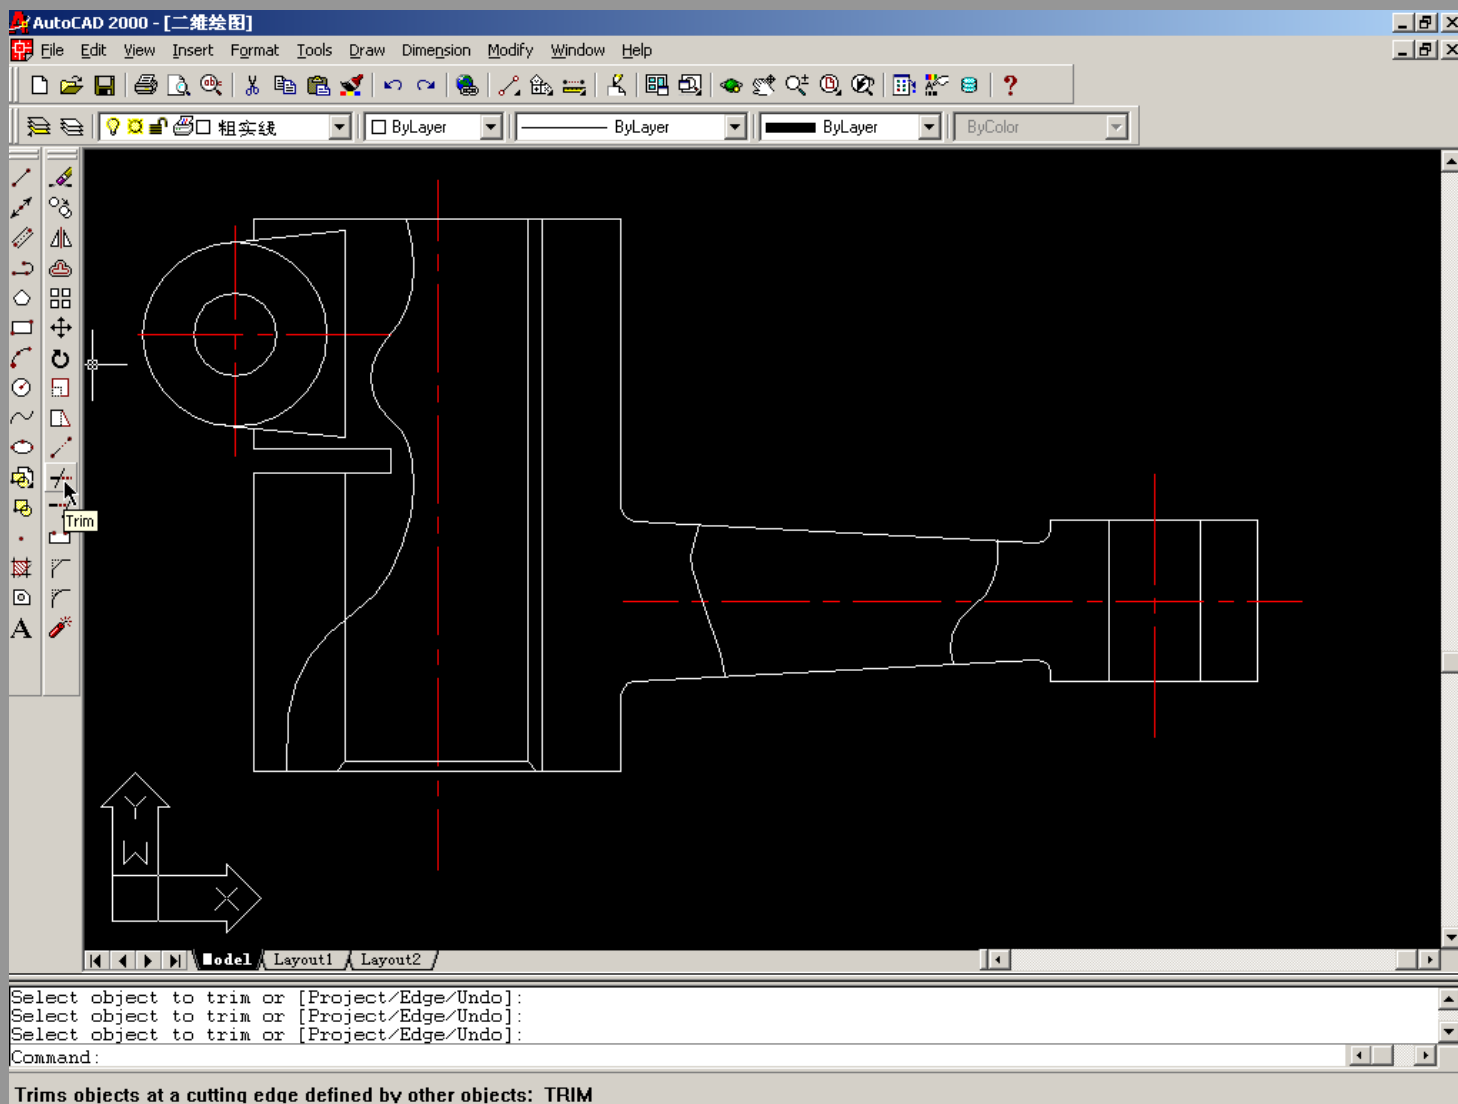 AutoCAD 2000 - [二维绘图]
File Edit View Insert Format Tools Draw Dimension Modify Window Help
粗实线 ByLayer ByLayer ByLayer ByColor
A
Trim
Y
W
X
Model Layout1 Layout2
Select object to trim or [Project/Edge/Undo]:
Select object to trim or [Project/Edge/Undo]:
Select object to trim or [Project/Edge/Undo]:
Command:
Trims objects at a cutting edge defined by other objects: TRIM